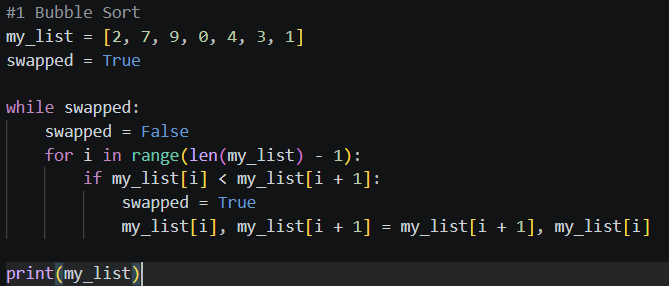 #1 Bubble Sort
my_list = [2, 7, 9, 0, 4, 3, 1]
swapped = True

while swapped:
    swapped = False
    for i in range(len(my_list) - 1):
        if my_list[i] < my_list[i + 1]:
            swapped = True
            my_list[i], my_list[i + 1] = my_list[i + 1], my_list[i]

print(my_list)